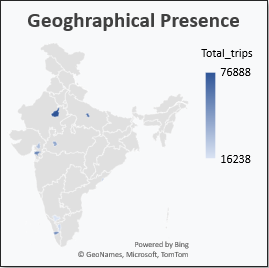 Geoghraphical Presence
Total_trips
76888
16238
Powered by Bing
© GeoNames, Microsoft, TomTom